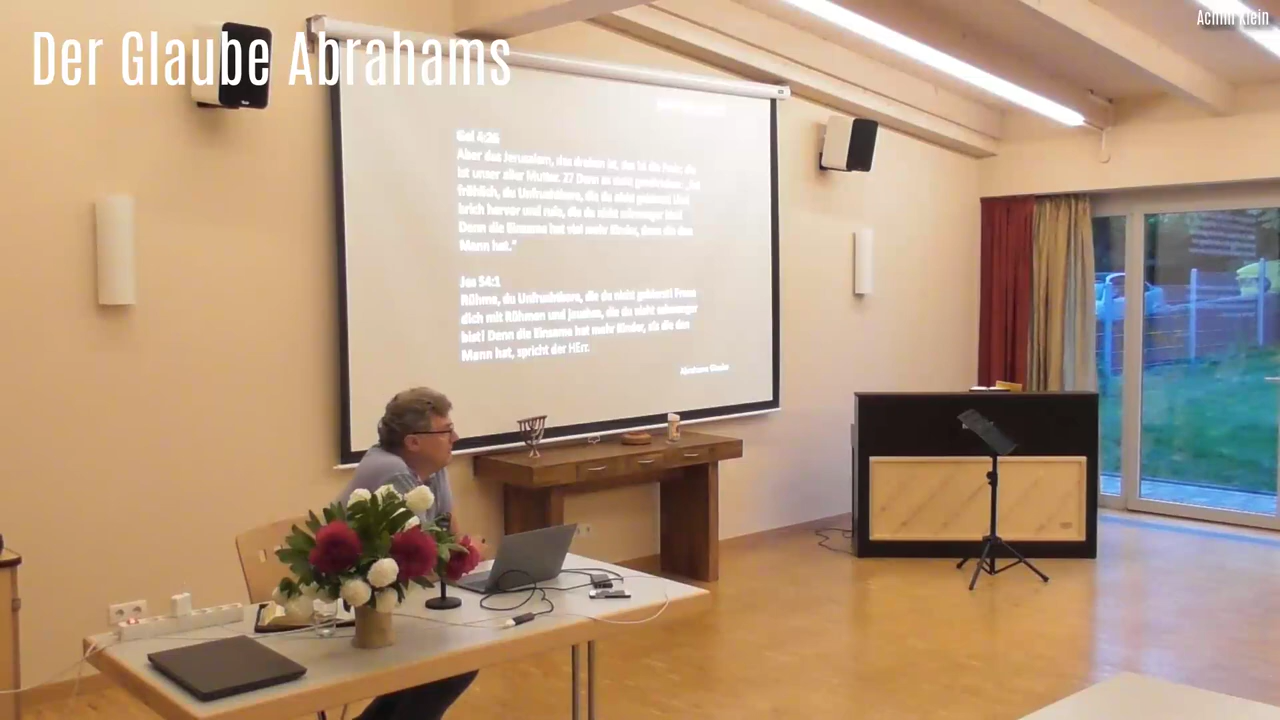 Der Glaube Abrahams
Achim Klein
Gal 4:26
Aber das Jerusalem, das droben ist, das ist die Freie; die
ist unser aller Mutter. 27 Denn es steht geschrieben: „Sei
fröhlich, du Unfruchtbare, die du nicht gebierst! Und
brich hervor und rufe, die du nicht schwanger bist!
Denn die Einsame hat viel mehr Kinder, denn die den
Mann hat."
Jes 54:1
Rühme, du Unfruchtbare, die du nicht gebierst! Freue
dich mit Rühmen und jauchze, die du nicht schwanger
bist! Denn die Einsame hat mehr Kinder, als die den
Mann hat, spricht der HErr.
Abrahams Glaube